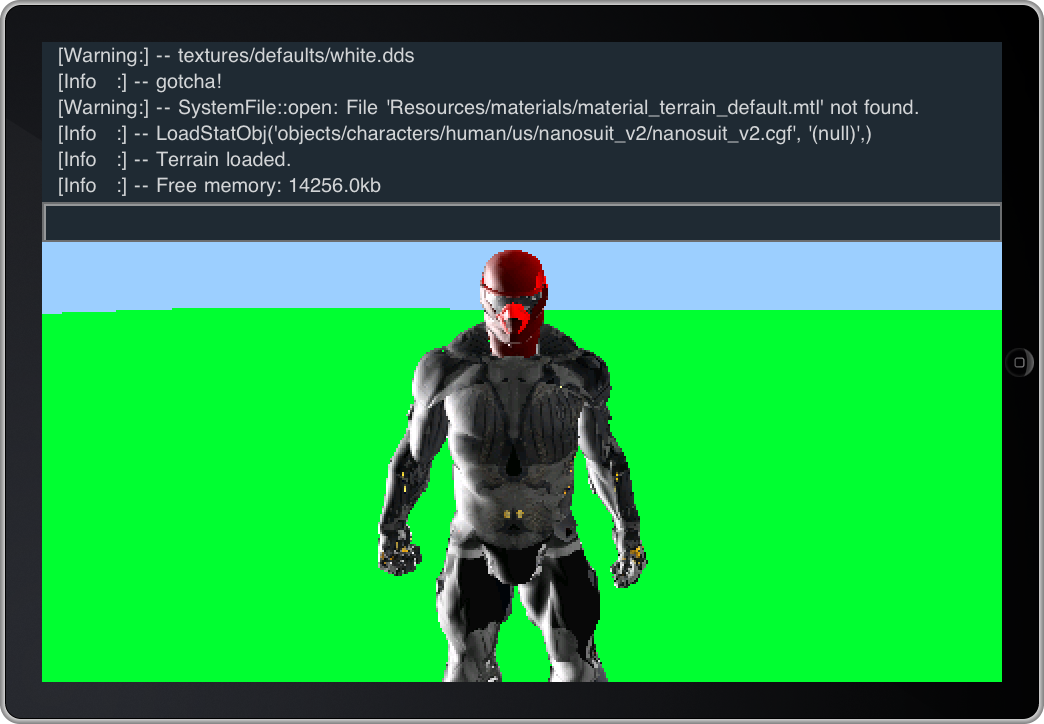 [Warning:] -- textures/defaults/white.dds
[Info   :] -- gotcha!
[Warning:] -- SystemFile::open: File 'Resources/materials/material_terrain_default.mtl' not found.
[Info   :] -- LoadStatObj('objects/characters/human/us/nanosuit_v2/nanosuit_v2.cgf', '(null)',)
[Info   :] -- Terrain loaded.
[Info   :] -- Free memory: 14256.0kb